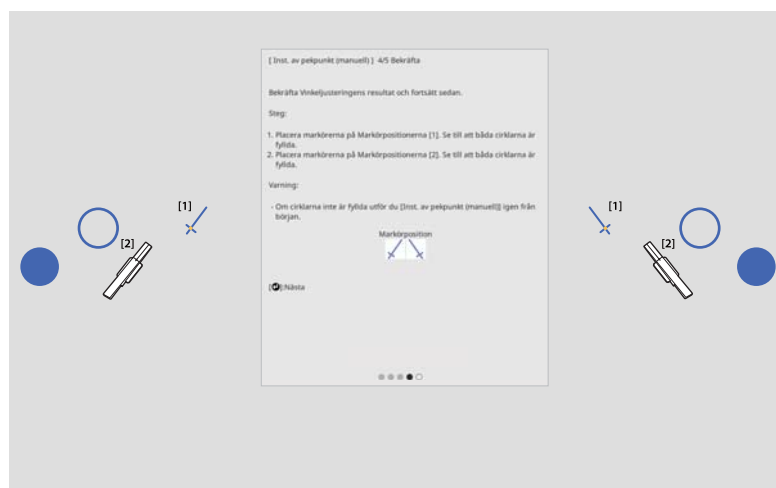 [ Inst. av pekpunkt (manuell) ] 4/5 Bekräfta
Bekräfta Vinkeljusteringens resultat och fortsätt sedan.
Steg:
1. Placera markörerna på Markörpositionerna [1]. Se till att båda cirklarna är
fyllda.
2. Placera markörerna på Markörpositionerna [2]. Se till att båda cirklarna är
fyllda.
Varning:
- Om cirklarna inte är fyllda utför du [Inst. av pekpunkt (manuell)] igen från
början.
Markörposition
[1]
[2]
[1]
[2]
[⏎]:Nästa